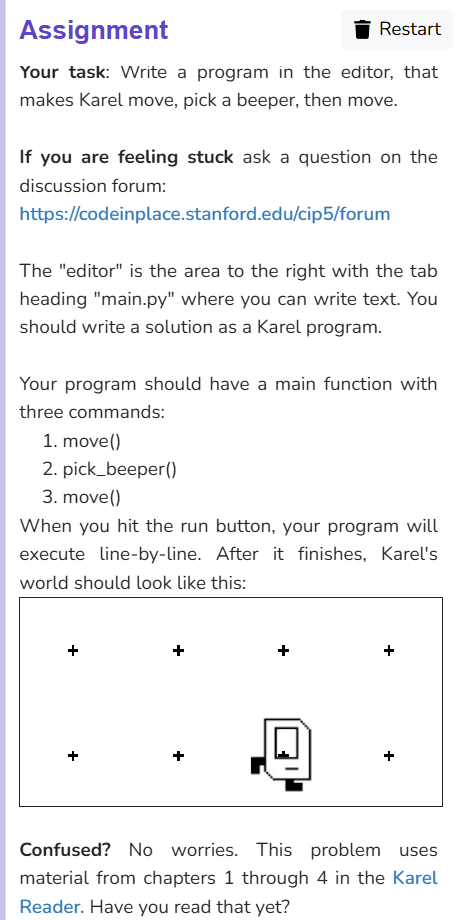 Assignment
Restart
Your task: Write a program in the editor, that
makes Karel move, pick a beeper, then move.
If you are feeling stuck ask a question on the
discussion forum:
https://codeinplace.stanford.edu/cip5/forum
The "editor" is the area to the right with the tab
heading "main.py" where you can write text. You
should write a solution as a Karel program.
Your program should have a main function with
three commands:
1. move()
2. pick_beeper()
3. move()
When you hit the run button, your program will
execute line-by-line. After it finishes, Karel's
world should look like this:
Confused? No worries. This problem uses
material from chapters 1 through 4 in the Karel
Reader. Have you read that yet?